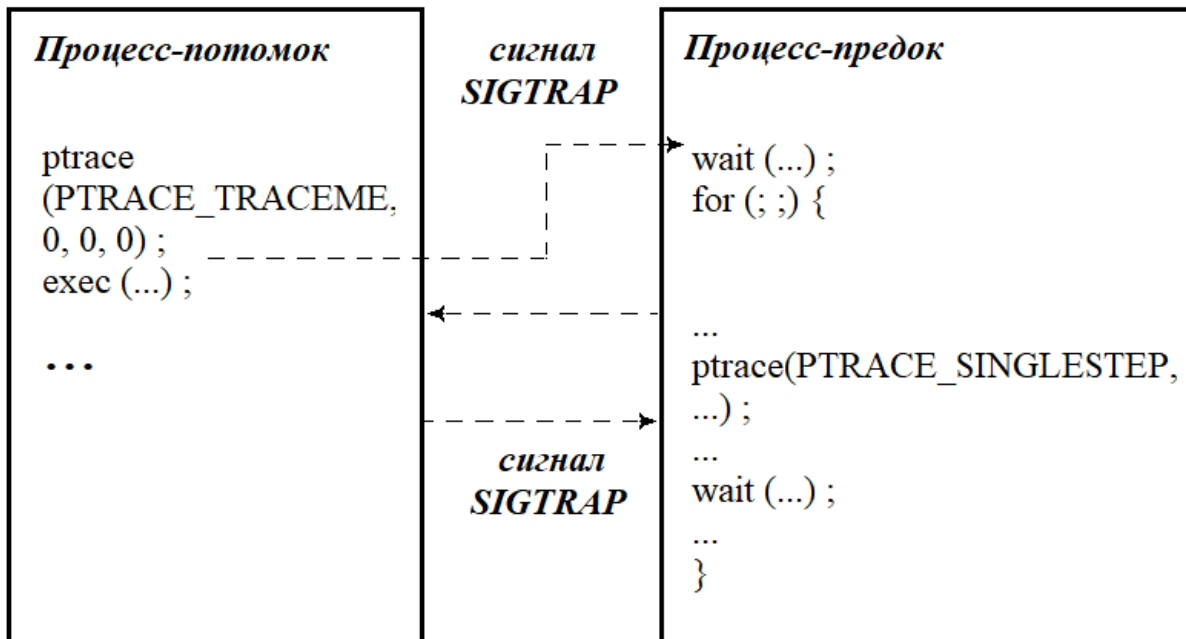 Процесс-потомок
ptrace
(PTRACE_TRACEME,
0, 0, 0) ;
exec (...) ;
...
сигнал
SIGTRAP
сигнал
SIGTRAP
Процесс-предок
wait (...) ;
for (; ;) {
...
ptrace(PTRACE_SINGLESTEP,
...) ;
...
wait (...) ;
...
}